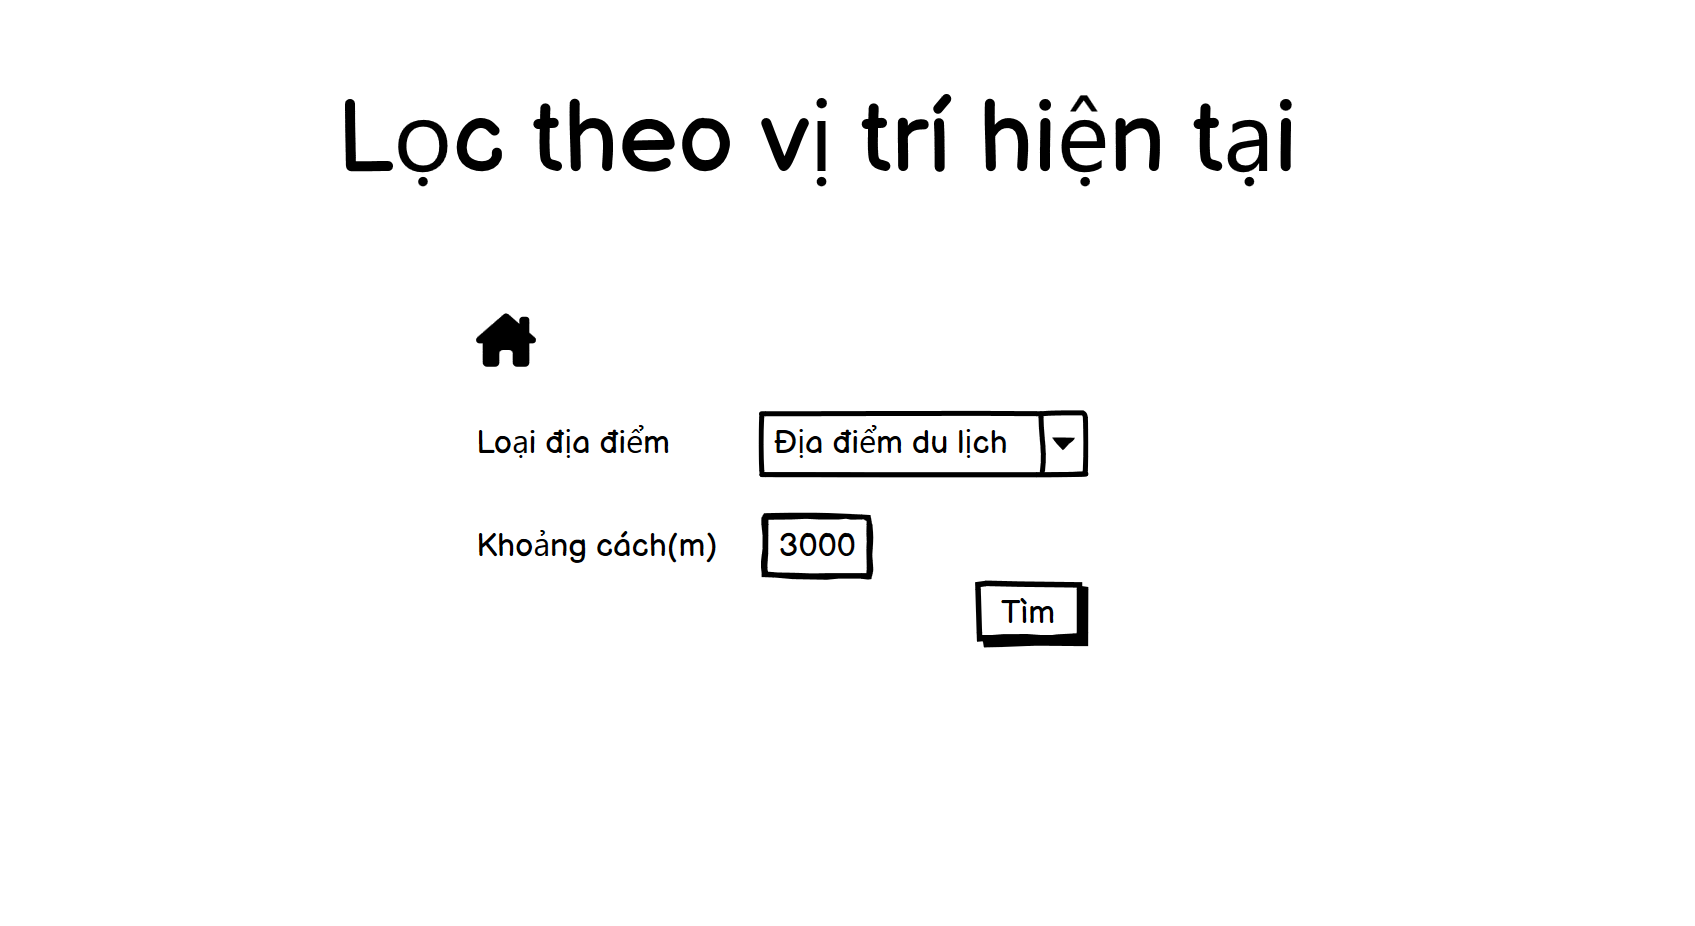 Lọc theo vị trí hiện tại
Loại địa điểm
Địa điểm du lịch
Khoảng cách(m)
3000
Tìm